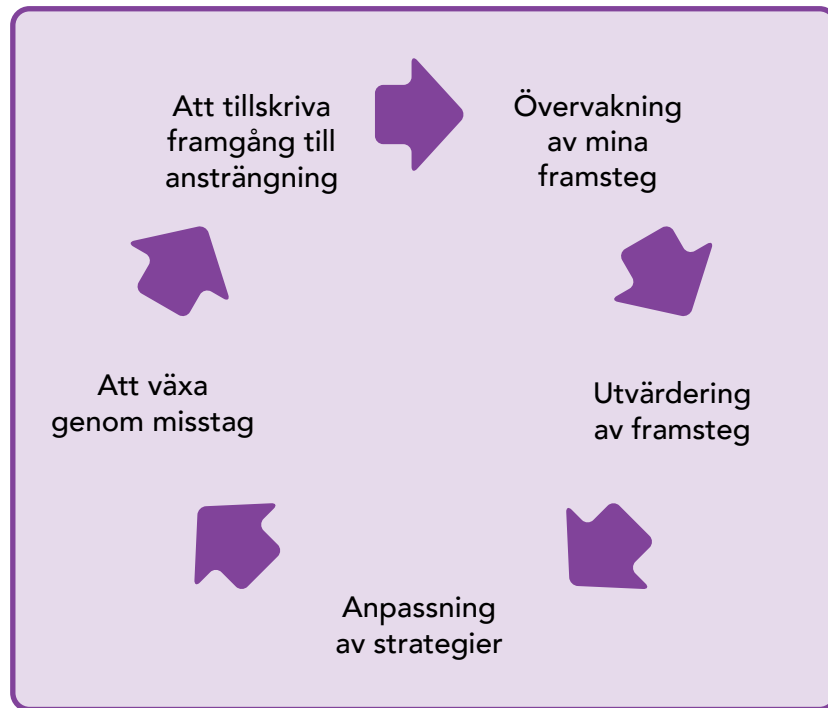 Att tillskriva
framgång till
ansträngning
Övervakning
av mina
framsteg
Utvärdering
av framsteg
Anpassning
av strategier
Att växa
genom misstag